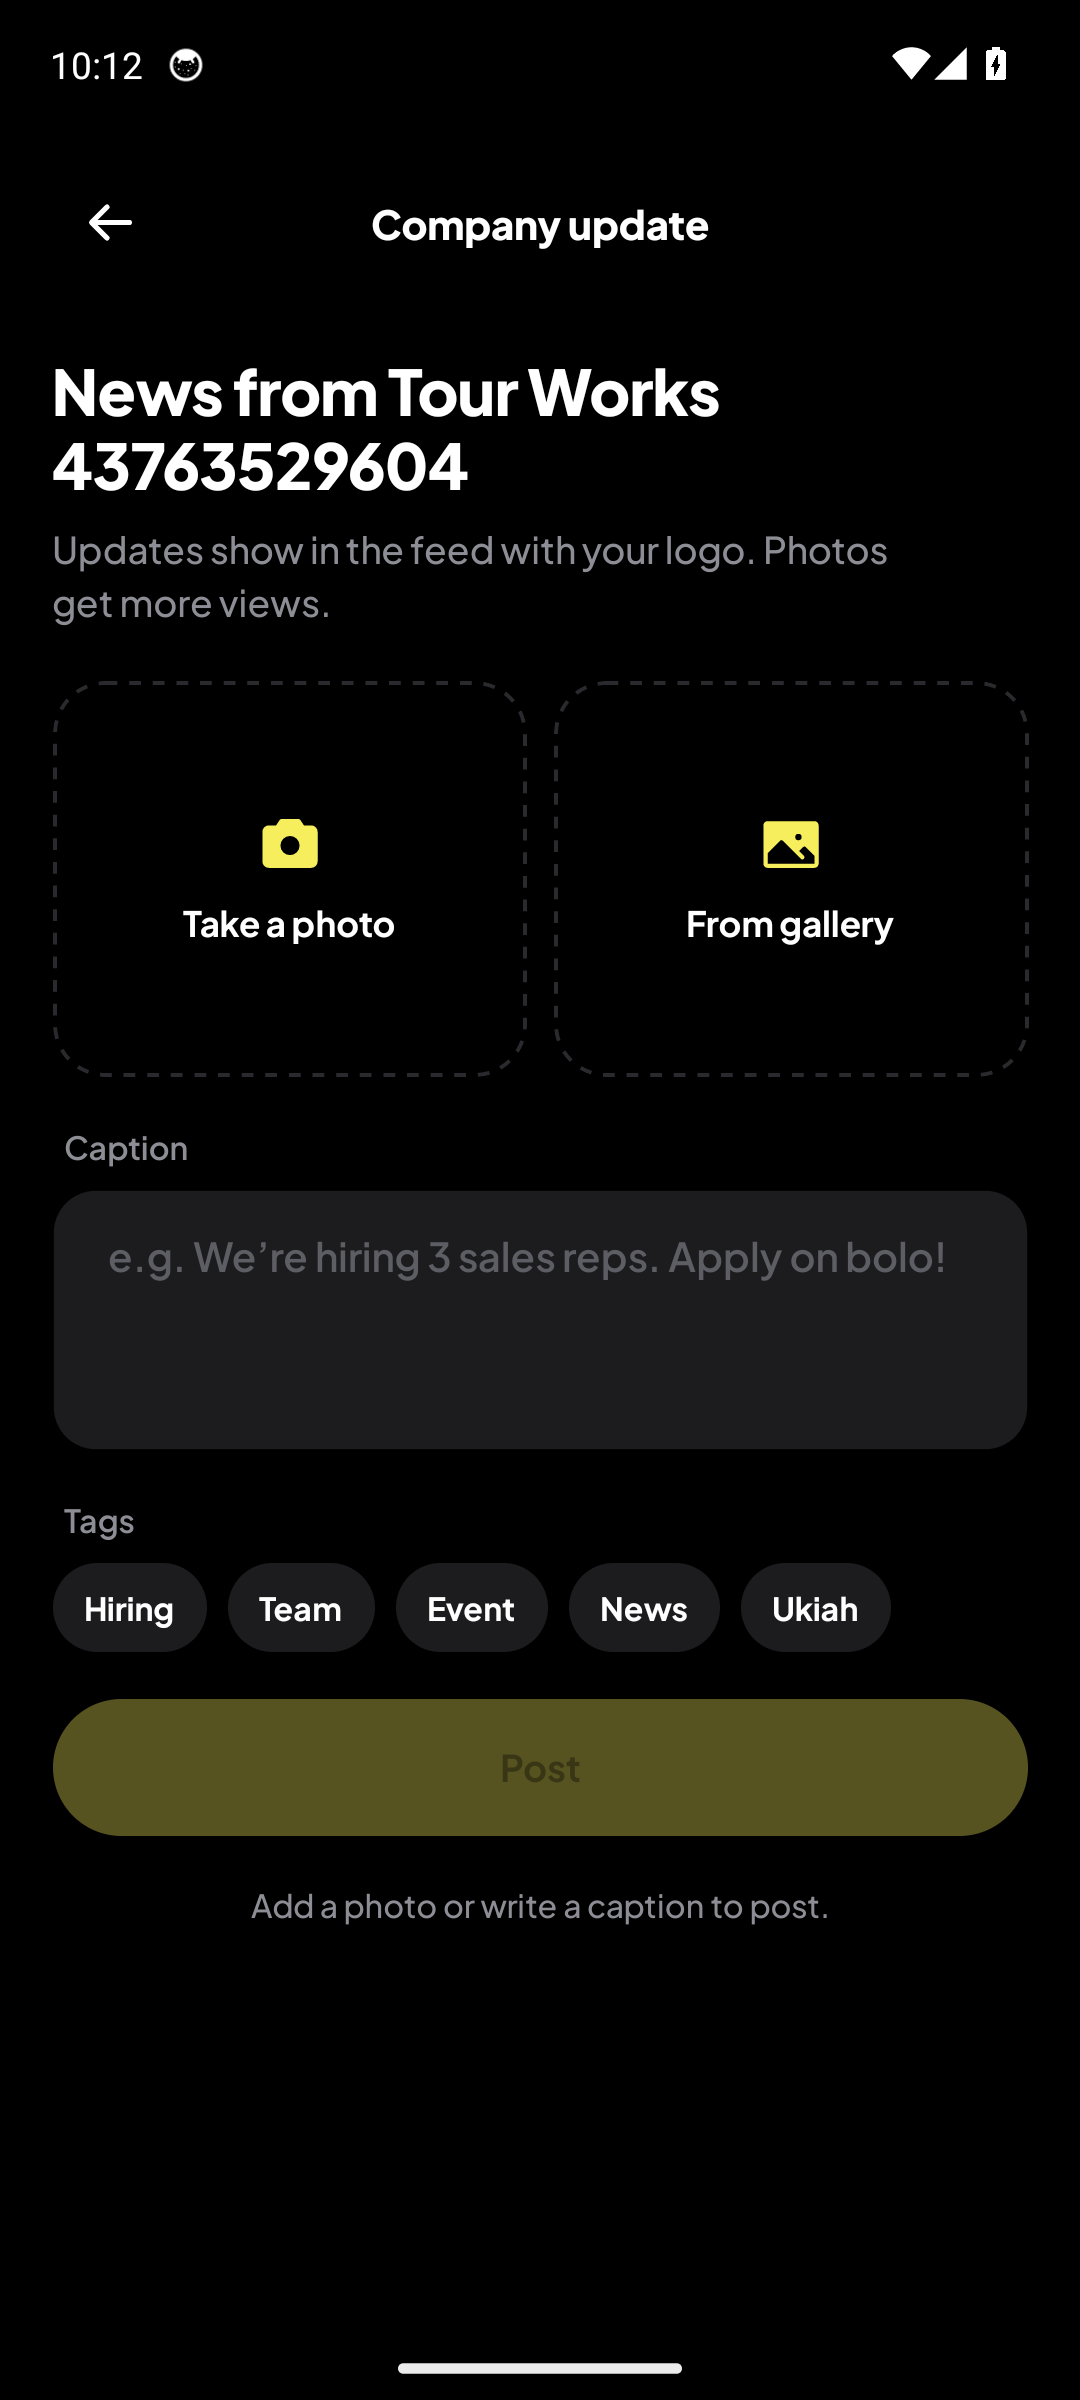 10:12
Company update
News from Tour Works
43763529604
Updates show in the feed with your logo. Photos
get more views.
Take a photo
From gallery
Caption
e.g. We’re hiring 3 sales reps. Apply on bolo!
Tags
Hiring
Team
Event
News
Ukiah
Post
Add a photo or write a caption to post.